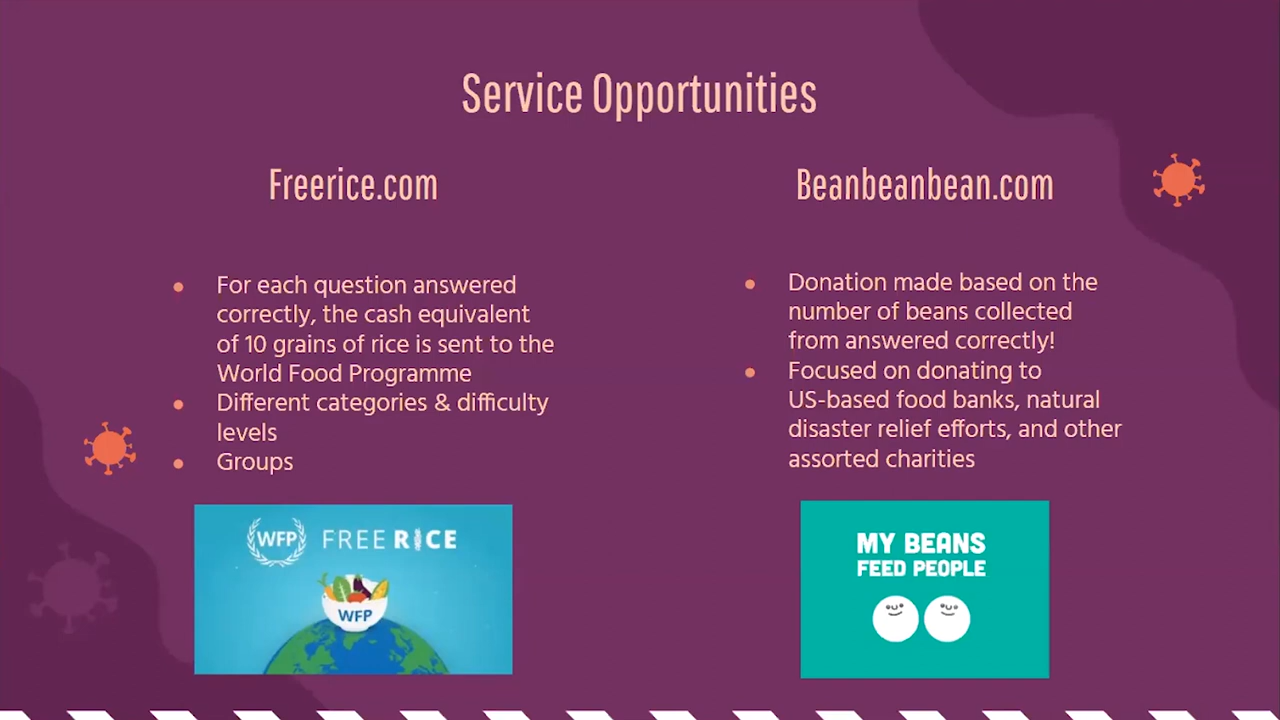 Service Opportunities
Freerice.com
For each question answered
correctly, the cash equivalent
of 10 grains of rice is sent to the
World Food Programme
Different categories & difficulty
levels
Groups
WFP FREERICE
WFP
Beanbeanbean.com
Donation made based on the
number of beans collected
from answered correctly!
Focused on donating to
US-based food banks, natural
disaster relief efforts, and other
assorted charities
MY BEANS
FEED PEOPLE